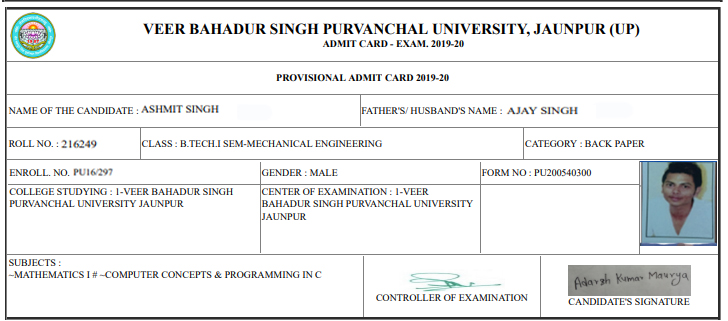 VEER BAHADUR SINGH PURVANCHAL UNIVERSITY, JAUNPUR (UP)
ADMIT CARD - EXAM. 2019-20
PROVISIONAL ADMIT CARD 2019-20
NAME OF THE CANDIDATE : ASHMIT SINGH
FATHER'S/ HUSBAND'S NAME : AJAY SINGH
ROLL NO. : 216249
CLASS : B.TECH.I SEM-MECHANICAL ENGINEERING
CATEGORY : BACK PAPER
ENROLL. NO. PU16/297
GENDER : MALE
FORM NO : PU200540300
COLLEGE STUDYING : 1-VEER BAHADUR SINGH
PURVANCHAL UNIVERSITY JAUNPUR
CENTER OF EXAMINATION : 1-VEER
BAHADUR SINGH PURVANCHAL UNIVERSITY
JAUNPUR
SUBJECTS :
~MATHEMATICS I # ~COMPUTER CONCEPTS & PROGRAMMING IN C
CONTROLLER OF EXAMINATION
Adarsh Kumar Maurya
CANDIDATE'S SIGNATURE